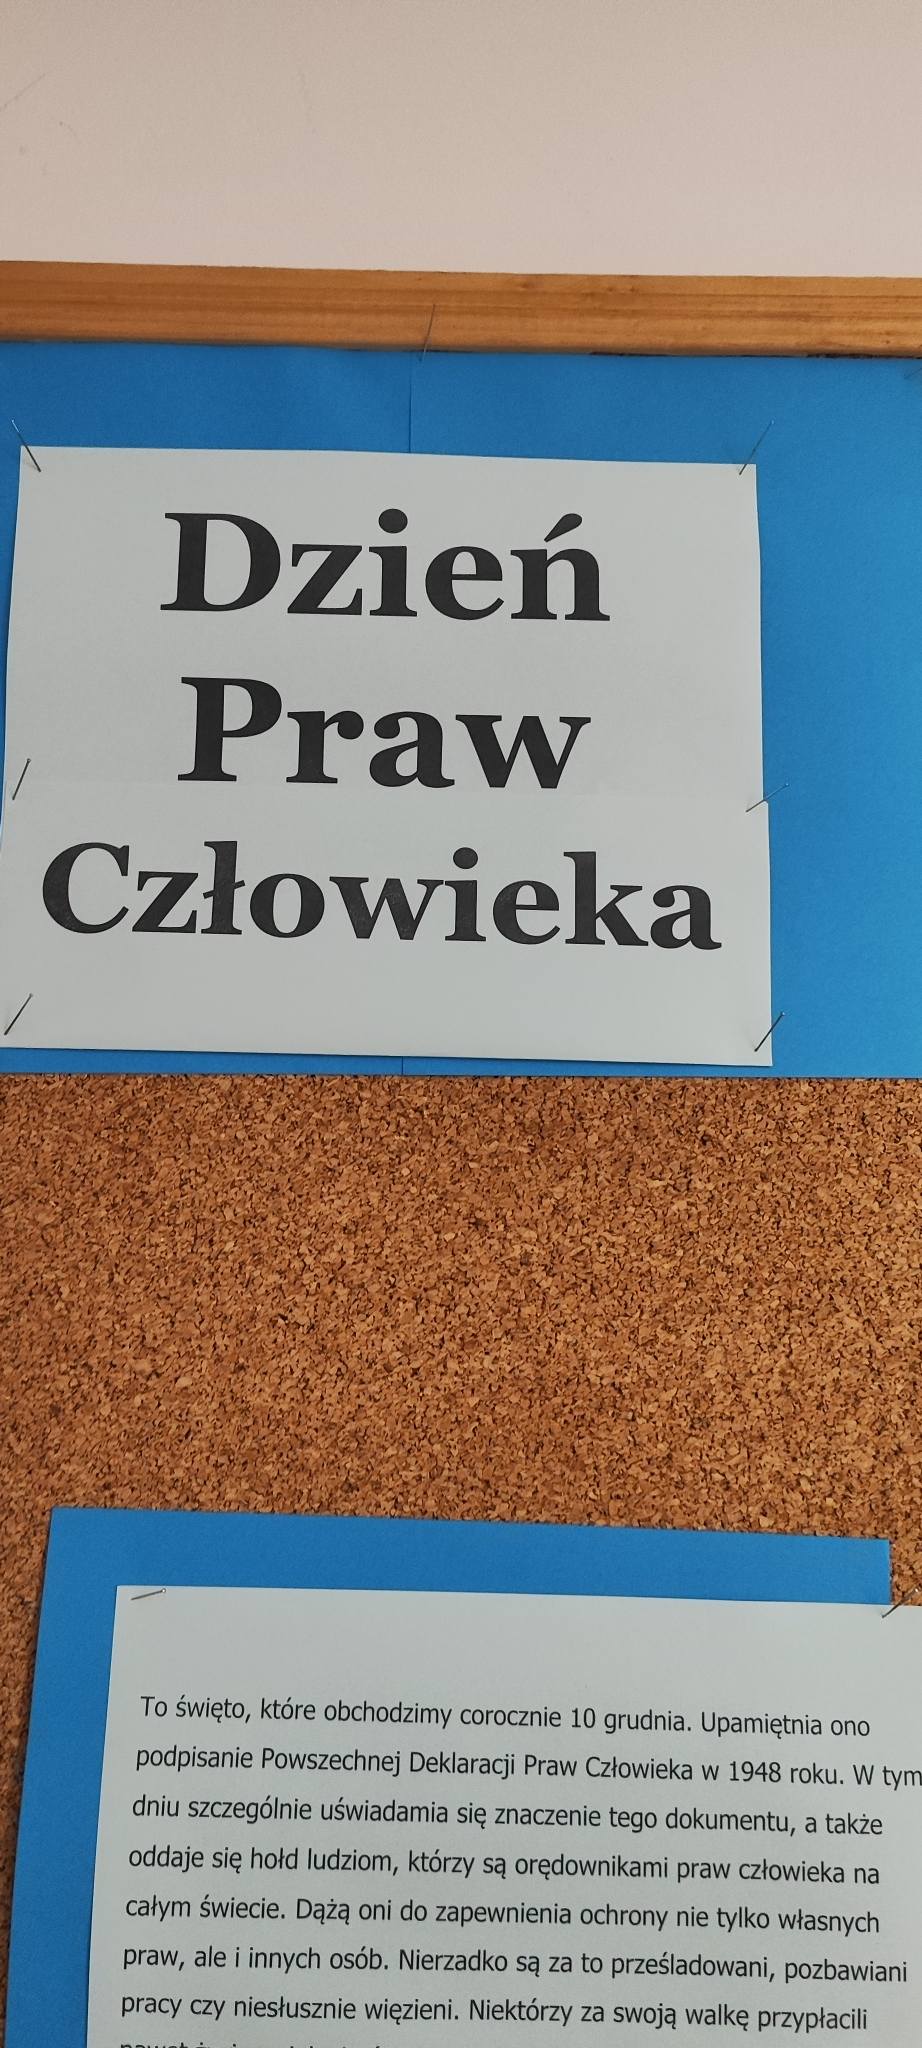 Dzień
Praw
Człowieka
To święto, które obchodzimy corocznie 10 grudnia. Upamiętnia ono
podpisanie Powszechnej Deklaracji Praw Człowieka w 1948 roku. W tym
dniu szczególnie uświadamia się znaczenie tego dokumentu, a także
oddaje się hołd ludziom, którzy są orędownikami praw człowieka na
całym świecie. Dążą oni do zapewnienia ochrony nie tylko własnych
praw, ale i innych osób. Nierzadko są za to prześladowani, pozbawiani
pracy czy niesłusznie więzieni. Niektórzy za swoją walkę przypłacili